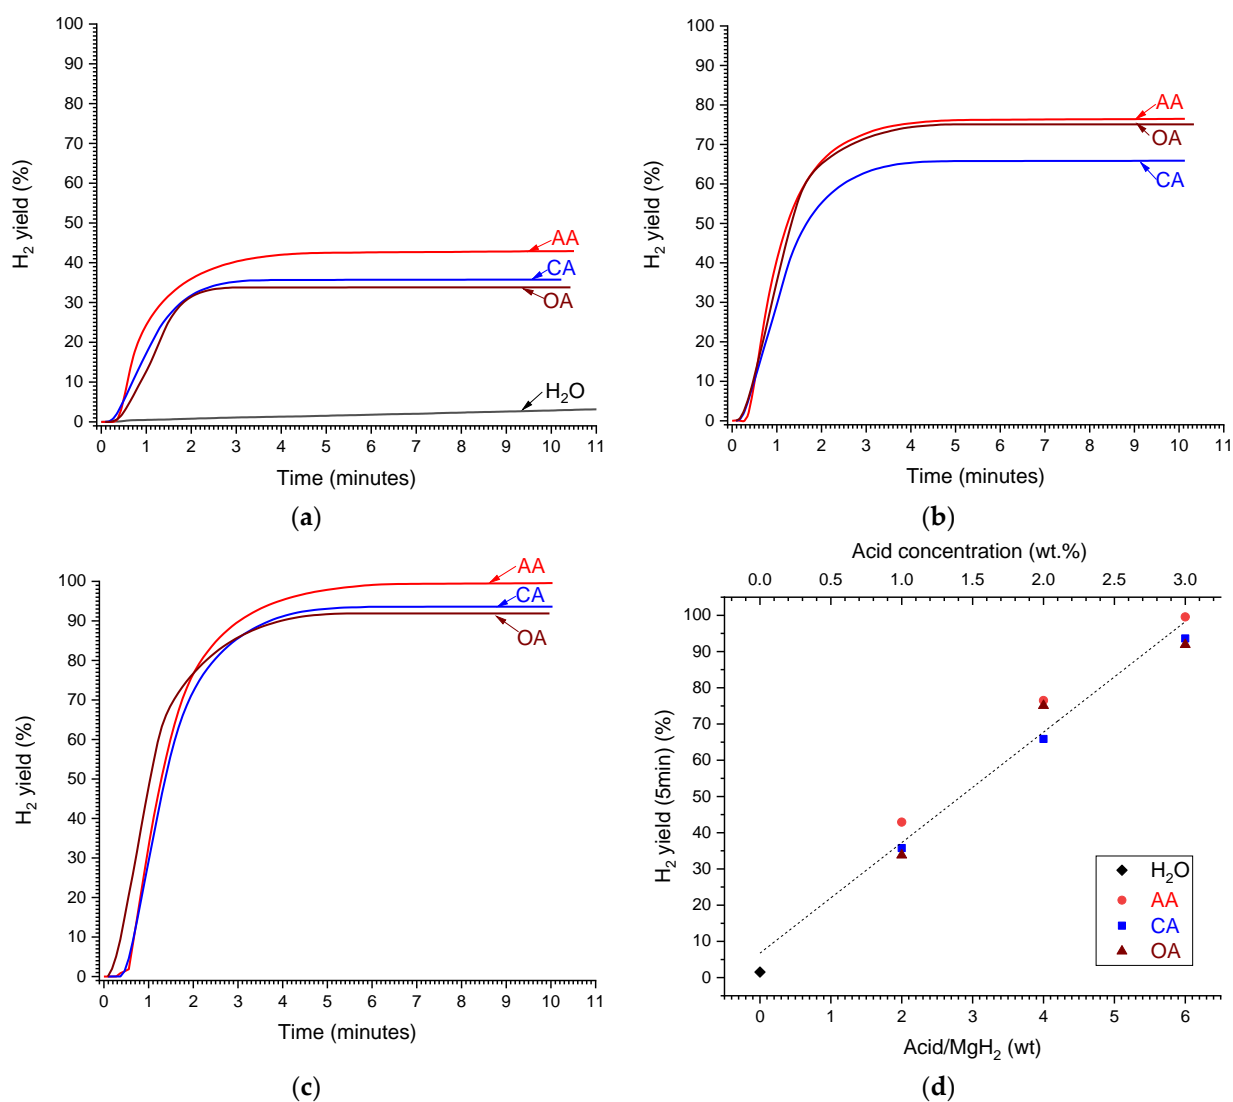 100
90
80
70
60
50
40
30
20
10
0
H₂ yield (%)
AA
CA
OA
H₂O
0 1 2 3 4 5 6 7 8 9 10 11
Time (minutes)
(a)
100
90
80
70
60
50
40
30
20
10
0
H₂ yield (%)
AA
OA
CA
0 1 2 3 4 5 6 7 8 9 10 11
Time (minutes)
(b)
100
90
80
70
60
50
40
30
20
10
0
H₂ yield (%)
AA
CA
OA
0 1 2 3 4 5 6 7 8 9 10 11
Time (minutes)
(c)
Acid concentration (wt.%)
0.0 0.5 1.0 1.5 2.0 2.5 3.0
100
90
80
70
60
50
40
30
20
10
0
H₂ yield (5min) (%)
H₂O
AA
CA
OA
0 1 2 3 4 5 6
Acid/MgH₂ (wt)
(d)